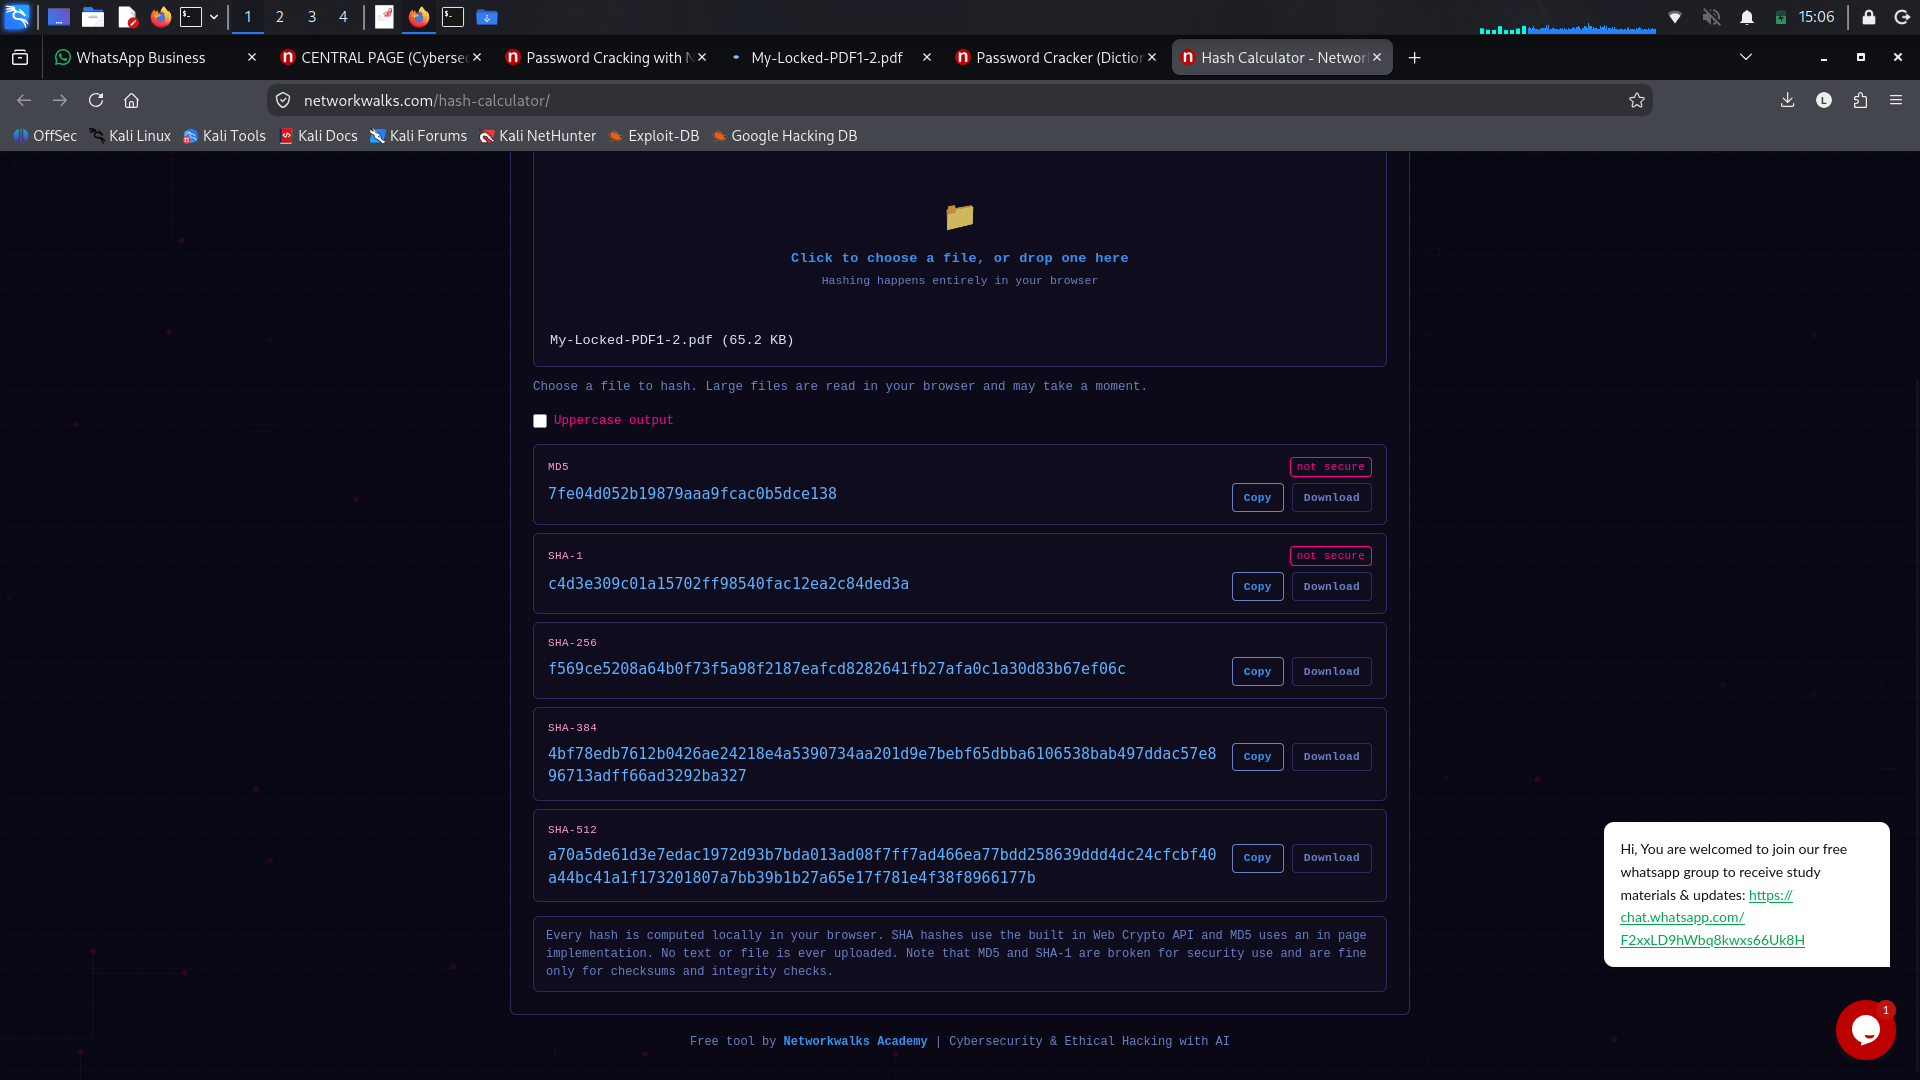 1 2 3 4 15:06
WhatsApp Business
CENTRAL PAGE (Cyberse
Password Cracking with N
My-Locked-PDF1-2.pdf
Password Cracker (Diction
Hash Calculator - Networ
networkwalks.com/hash-calculator/
L
OffSec Kali Linux Kali Tools Kali Docs Kali Forums Kali NetHunter Exploit-DB Google Hacking DB
Click to choose a file, or drop one here
Hashing happens entirely in your browser
My-Locked-PDF1-2.pdf (65.2 KB)
Choose a file to hash. Large files are read in your browser and may take a moment.
Uppercase output
MD5 not secure
7fe04d052b19879aaa9fcac0b5dce138 Copy Download
SHA-1 not secure
c4d3e309c01a15702ff98540fac12ea2c84ded3a Copy Download
SHA-256
f569ce5208a64b0f73f5a98f2187eafcd8282641fb27afa0c1a30d83b67ef06c Copy Download
SHA-384
4bf78edb7612b0426ae24218e4a5390734aa201d9e7bebf65dbba6106538bab497ddac57e8 Copy Download
96713adff66ad3292ba327
SHA-512
a70a5de61d3e7edac1972d93b7bda013ad08f7ff7ad466ea77bdd258639ddd4dc24cfcbf40 Copy Download
a44bc41a1f173201807a7bb39b1b27a65e17f781e4f38f8966177b
Every hash is computed locally in your browser. SHA hashes use the built in Web Crypto API and MD5 uses an in page
implementation. No text or file is ever uploaded. Note that MD5 and SHA-1 are broken for security use and are fine
only for checksums and integrity checks.
Free tool by Networkwalks Academy | Cybersecurity & Ethical Hacking with AI
Hi, You are welcomed to join our free
whatsapp group to receive study
materials & updates: https://
chat.whatsapp.com/
F2xxLD9hWbq8kwxs66Uk8H
1